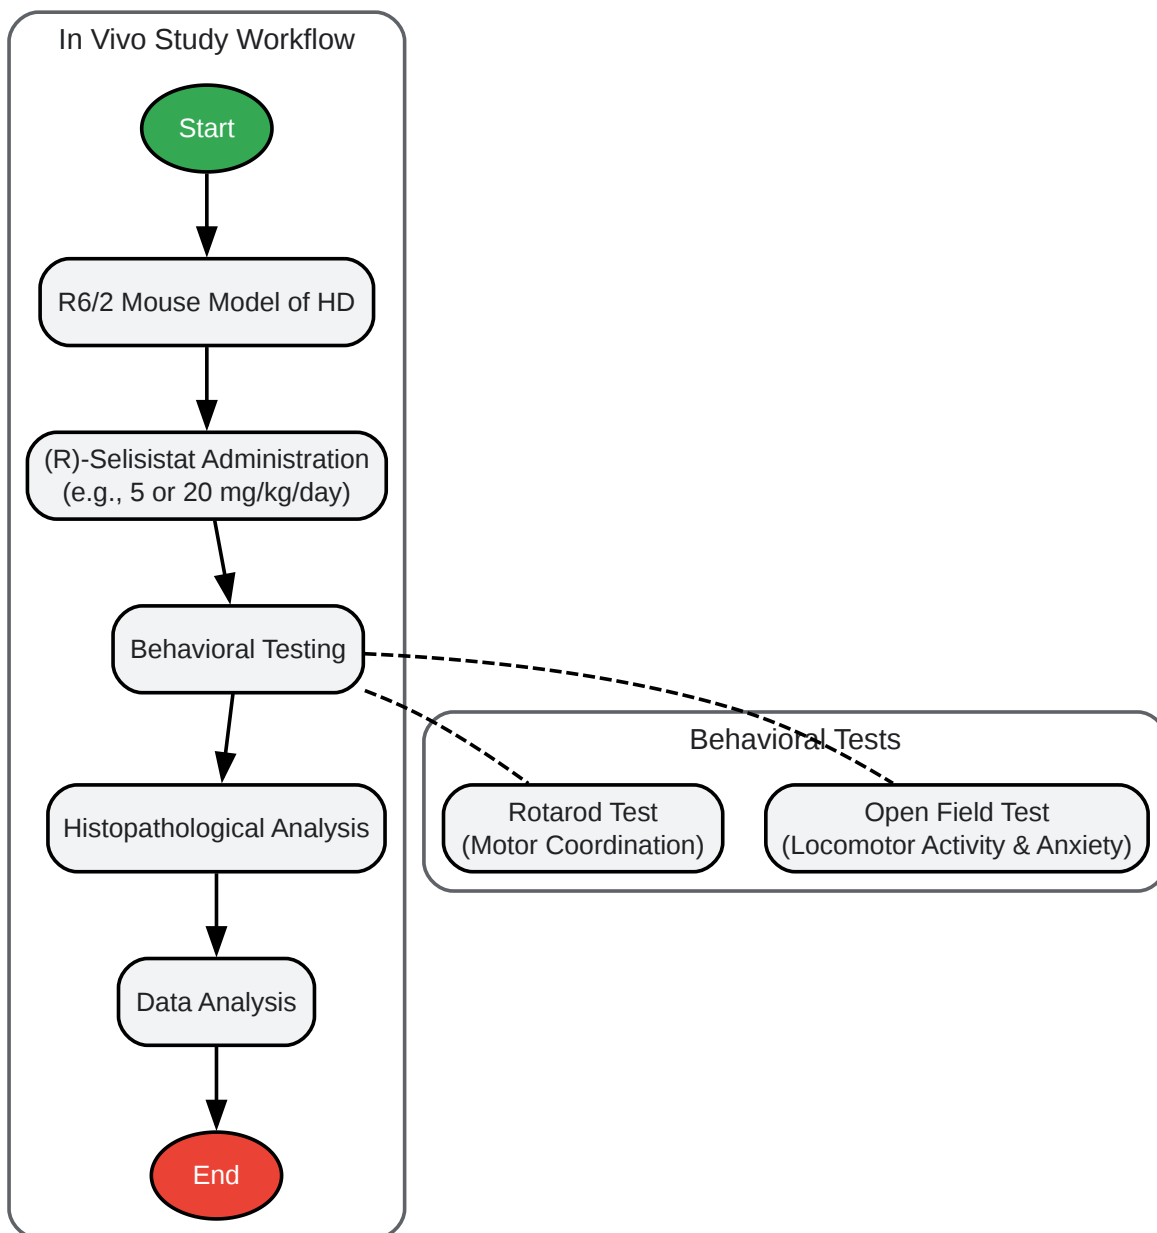 In Vivo Study Workflow
Start
R6/2 Mouse Model of HD
(R)-Selisistat Administration
(e.g., 5 or 20 mg/kg/day)
Behavioral Testing
Behavioral Tests
Rotarod Test
(Motor Coordination)
Open Field Test
(Locomotor Activity & Anxiety)
Histopathological Analysis
Data Analysis
End